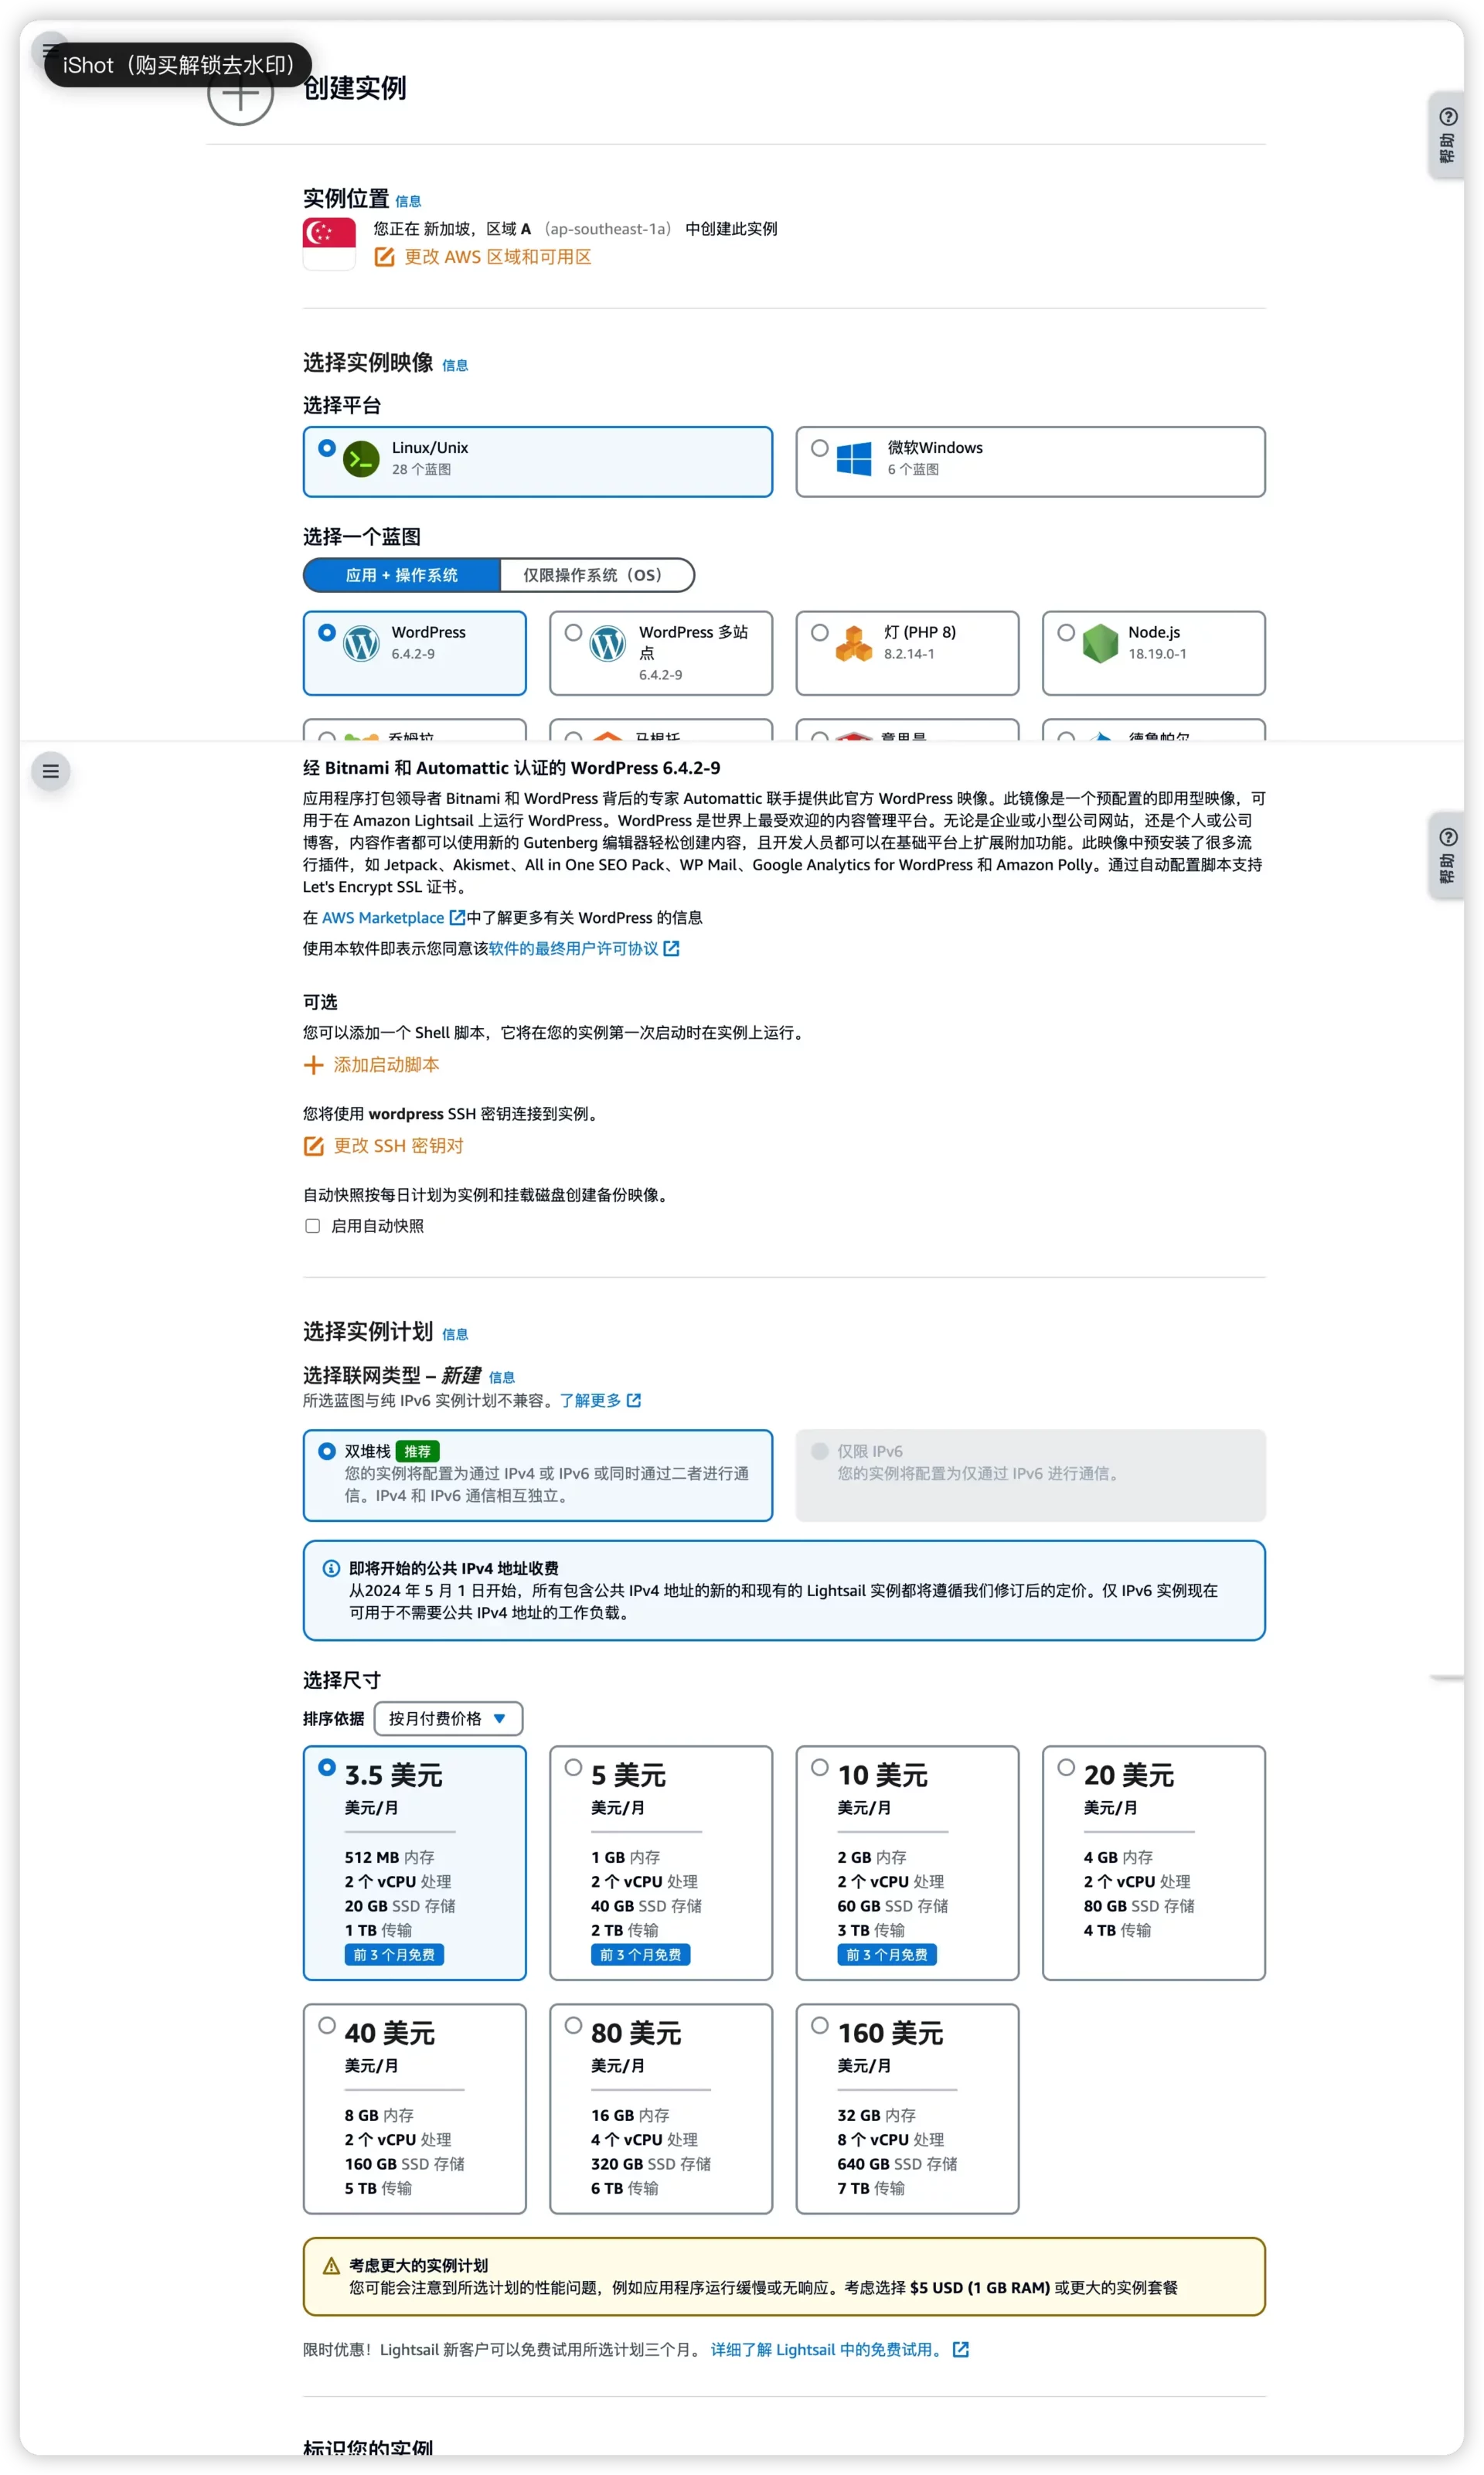 iShot（购买解锁去水印）
创建实例
帮助
实例位置 信息
您正在 新加坡，区域 A （ap-southeast-1a） 中创建此实例
更改 AWS 区域和可用区
选择实例映像 信息
选择平台
Linux/Unix
28 个蓝图
微软Windows
6 个蓝图
选择一个蓝图
应用 + 操作系统
仅限操作系统（OS）
WordPress
6.4.2-9
WordPress 多站
点
6.4.2-9
灯 (PHP 8)
8.2.14-1
Node.js
18.19.0-1
乔姆拉
马根托
意里是
德鲁帕尔
经 Bitnami 和 Automattic 认证的 WordPress 6.4.2-9
应用程序打包领导者 Bitnami 和 WordPress 背后的专家 Automattic 联手提供此官方 WordPress 映像。此镜像是一个预配置的即用型映像，可
用于在 Amazon Lightsail 上运行 WordPress。WordPress 是世界上最受欢迎的内容管理平台。无论是企业或小型公司网站，还是个人或公司
博客，内容作者都可以使用新的 Gutenberg 编辑器轻松创建内容，且开发人员都可以在基础平台上扩展附加功能。此映像中预安装了很多流
行插件，如 Jetpack、Akismet、All in One SEO Pack、WP Mail、Google Analytics for WordPress 和 Amazon Polly。通过自动配置脚本支持
Let's Encrypt SSL 证书。
帮助
在 AWS Marketplace 中了解更多有关 WordPress 的信息
使用本软件即表示您同意该软件的最终用户许可协议
可选
您可以添加一个 Shell 脚本，它将在您的实例第一次启动时在实例上运行。
添加启动脚本
您将使用 wordpress SSH 密钥连接到实例。
更改 SSH 密钥对
自动快照按每日计划为实例和挂载磁盘创建备份映像。
启用自动快照
选择实例计划 信息
选择联网类型 – 新建 信息
所选蓝图与纯 IPv6 实例计划不兼容。了解更多
双堆栈 推荐
您的实例将配置为通过 IPv4 或 IPv6 或同时通过二者进行通
信。IPv4 和 IPv6 通信相互独立。
仅限 IPv6
您的实例将配置为仅通过 IPv6 进行通信。
即将开始的公共 IPv4 地址收费
从2024 年 5 月 1 日开始，所有包含公共 IPv4 地址的新的和现有的 Lightsail 实例都将遵循我们修订后的定价。仅 IPv6 实例现在
可用于不需要公共 IPv4 地址的工作负载。
选择尺寸
排序依据 按月付费价格
3.5 美元
美元/月
512 MB 内存
2 个 vCPU 处理
20 GB SSD 存储
1 TB 传输
前 3 个月免费
5 美元
美元/月
1 GB 内存
2 个 vCPU 处理
40 GB SSD 存储
2 TB 传输
前 3 个月免费
10 美元
美元/月
2 GB 内存
2 个 vCPU 处理
60 GB SSD 存储
3 TB 传输
前 3 个月免费
20 美元
美元/月
4 GB 内存
2 个 vCPU 处理
80 GB SSD 存储
4 TB 传输
40 美元
美元/月
8 GB 内存
2 个 vCPU 处理
160 GB SSD 存储
5 TB 传输
80 美元
美元/月
16 GB 内存
4 个 vCPU 处理
320 GB SSD 存储
6 TB 传输
160 美元
美元/月
32 GB 内存
8 个 vCPU 处理
640 GB SSD 存储
7 TB 传输
考虑更大的实例计划
您可能会注意到所选计划的性能问题，例如应用程序运行缓慢或无响应。考虑选择 $5 USD (1 GB RAM) 或更大的实例套餐
限时优惠！Lightsail 新客户可以免费试用所选计划三个月。 详细了解 Lightsail 中的免费试用。
标识您的实例